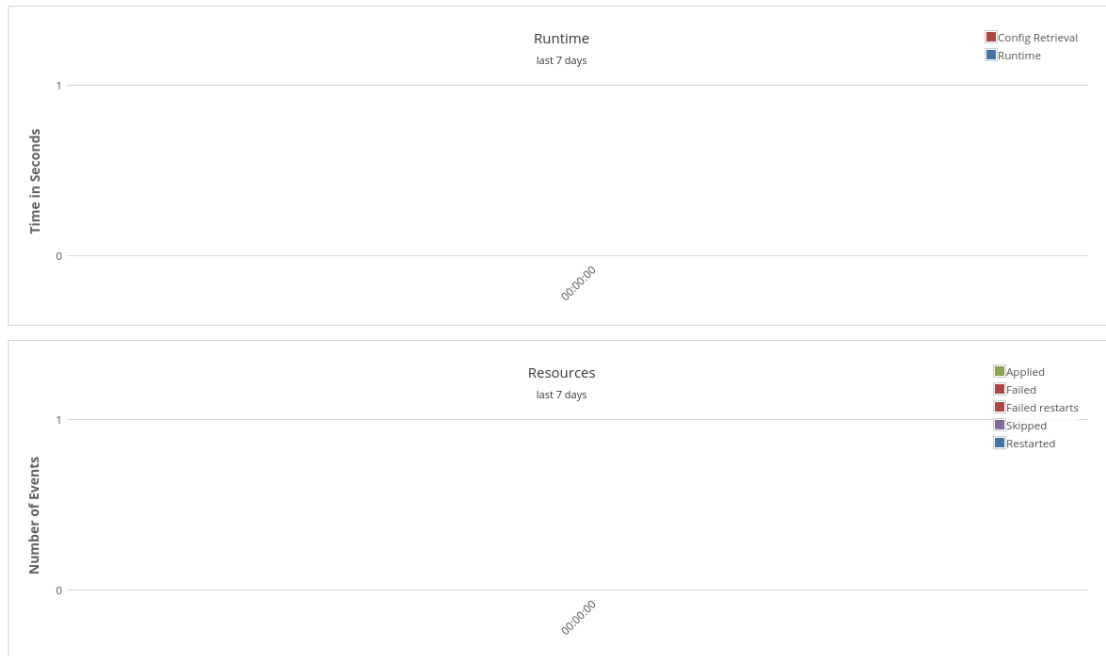 Runtime
last 7 days
Config Retrieval
Runtime
1
Time in Seconds
0
00:00:00
Resources
last 7 days
Applied
Failed
Failed restarts
Skipped
Restarted
1
Number of Events
0
00:00:00